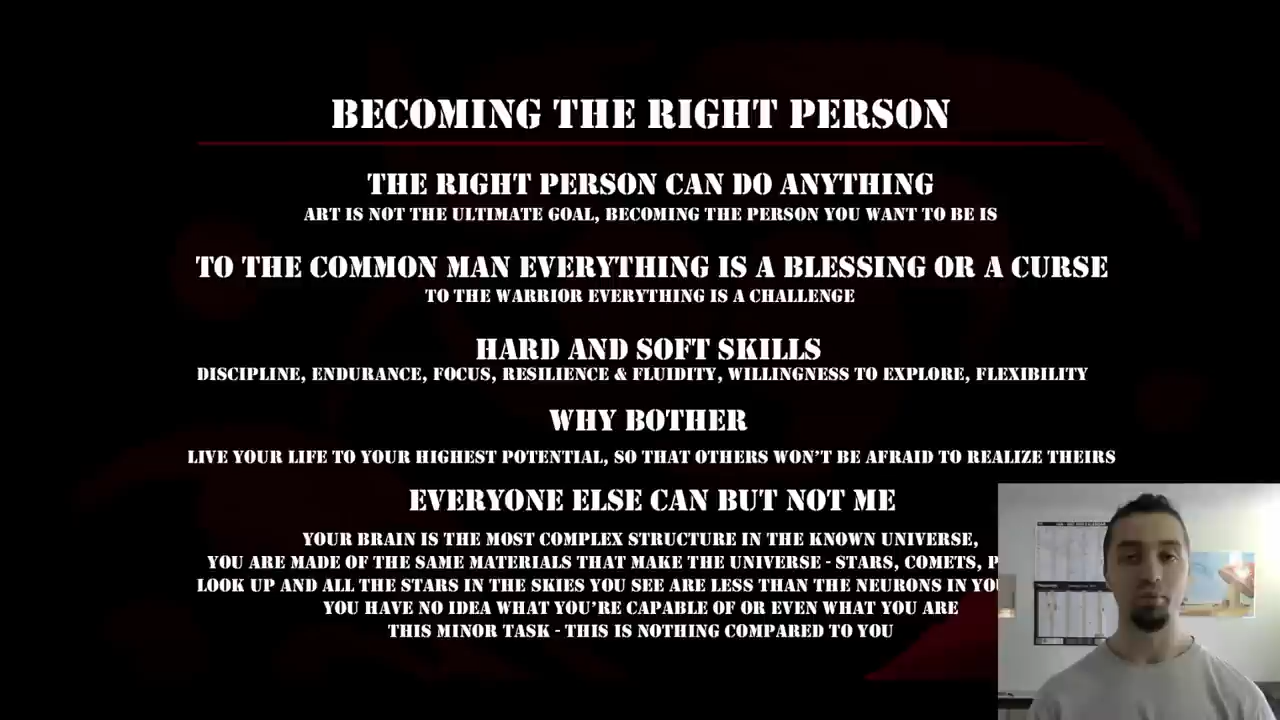 BECOMING THE RIGHT PERSON
THE RIGHT PERSON CAN DO ANYTHING
ART IS NOT THE ULTIMATE GOAL, BECOMING THE PERSON YOU WANT TO BE IS
TO THE COMMON MAN EVERYTHING IS A BLESSING OR A CURSE
TO THE WARRIOR EVERYTHING IS A CHALLENGE
HARD AND SOFT SKILLS
DISCIPLINE, ENDURANCE, FOCUS, RESILIENCE & FLUIDITY, WILLINGNESS TO EXPLORE, FLEXIBILITY
WHY BOTHER
LIVE YOUR LIFE TO YOUR HIGHEST POTENTIAL, SO THAT OTHERS WON'T BE AFRAID TO REALIZE THEIRS
EVERYONE ELSE CAN BUT NOT ME
YOUR BRAIN IS THE MOST COMPLEX STRUCTURE IN THE KNOWN UNIVERSE,
YOU ARE MADE OF THE SAME MATERIALS THAT MAKE THE UNIVERSE - STARS, COMETS,
LOOK UP AND ALL THE STARS IN THE SKIES YOU SEE ARE LESS THAN THE NEURONS IN
YOU HAVE NO IDEA WHAT YOU'RE CAPABLE OF OR EVEN WHAT YOU ARE
THIS MINOR TASK - THIS IS NOTHING COMPARED TO YOU